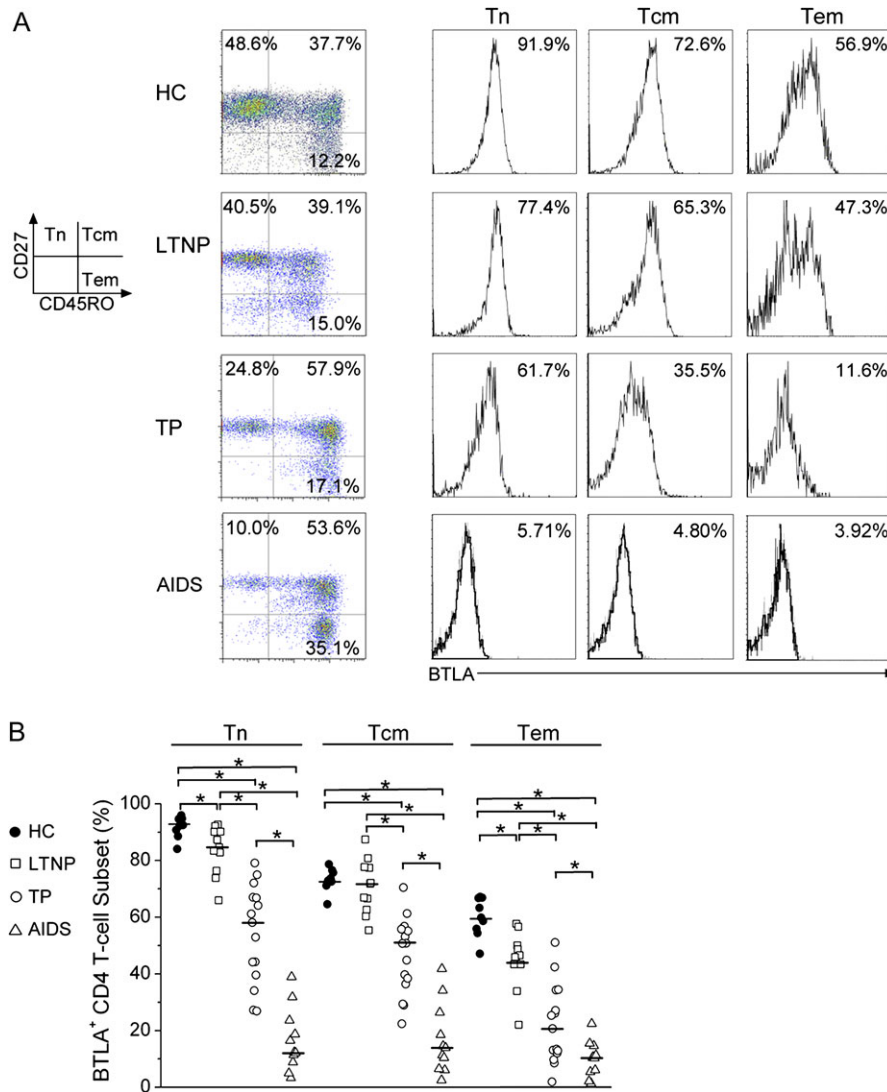 A
Tn Tcm Tem
HC
48.6% 37.7%
12.2%
91.9% 72.6% 56.9%
CD27
Tn Tcm
Tem
CD45RO
LTNP
40.5% 39.1%
15.0%
77.4% 65.3% 47.3%
TP
24.8% 57.9%
17.1%
61.7% 35.5% 11.6%
AIDS
10.0% 53.6%
35.1%
5.71% 4.80% 3.92%
BTLA
B
Tn Tcm Tem
HC
LTNP
TP
AIDS
BTLA+ CD4 T-cell Subset (%)
100
80
60
40
20
0
* * * * * *
* * * * *
* * * * * *